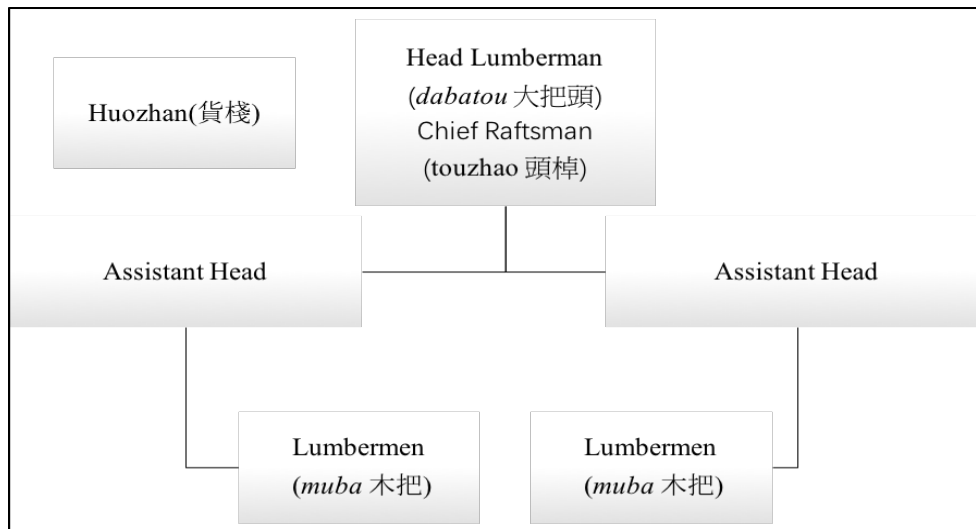 Huozhan(貨棧)
Head Lumberman
(dabatou 大把頭)
Chief Raftsman
(touzhao 頭棹)
Assistant Head
Assistant Head
Lumbermen
(muba 木把)
Lumbermen
(muba 木把)